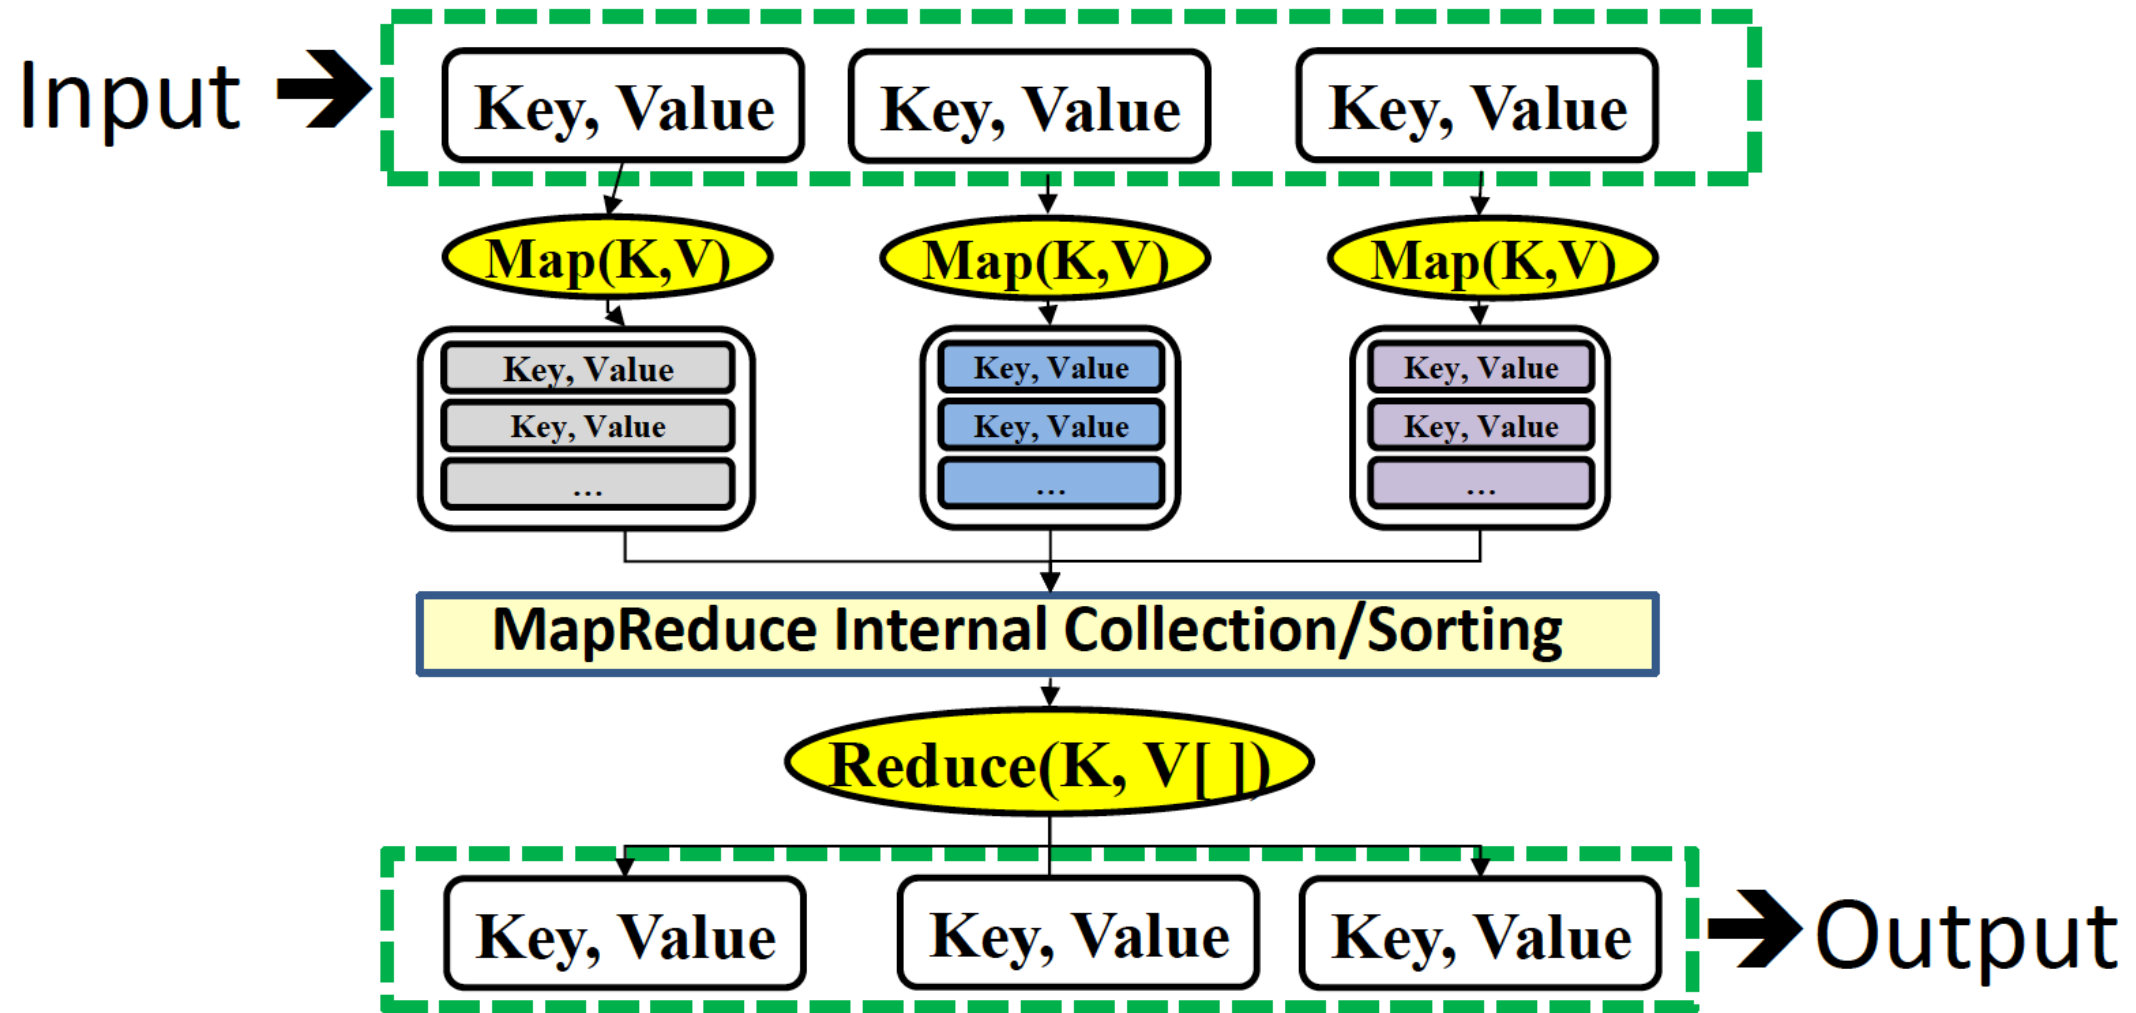 Input ➔
Key, Value
Key, Value
Key, Value
Map(K,V)
Map(K,V)
Map(K,V)
Key, Value
Key, Value
...
Key, Value
Key, Value
...
Key, Value
Key, Value
...
MapReduce Internal Collection/Sorting
Reduce(K, V[ ])
Key, Value
Key, Value
Key, Value
➔ Output